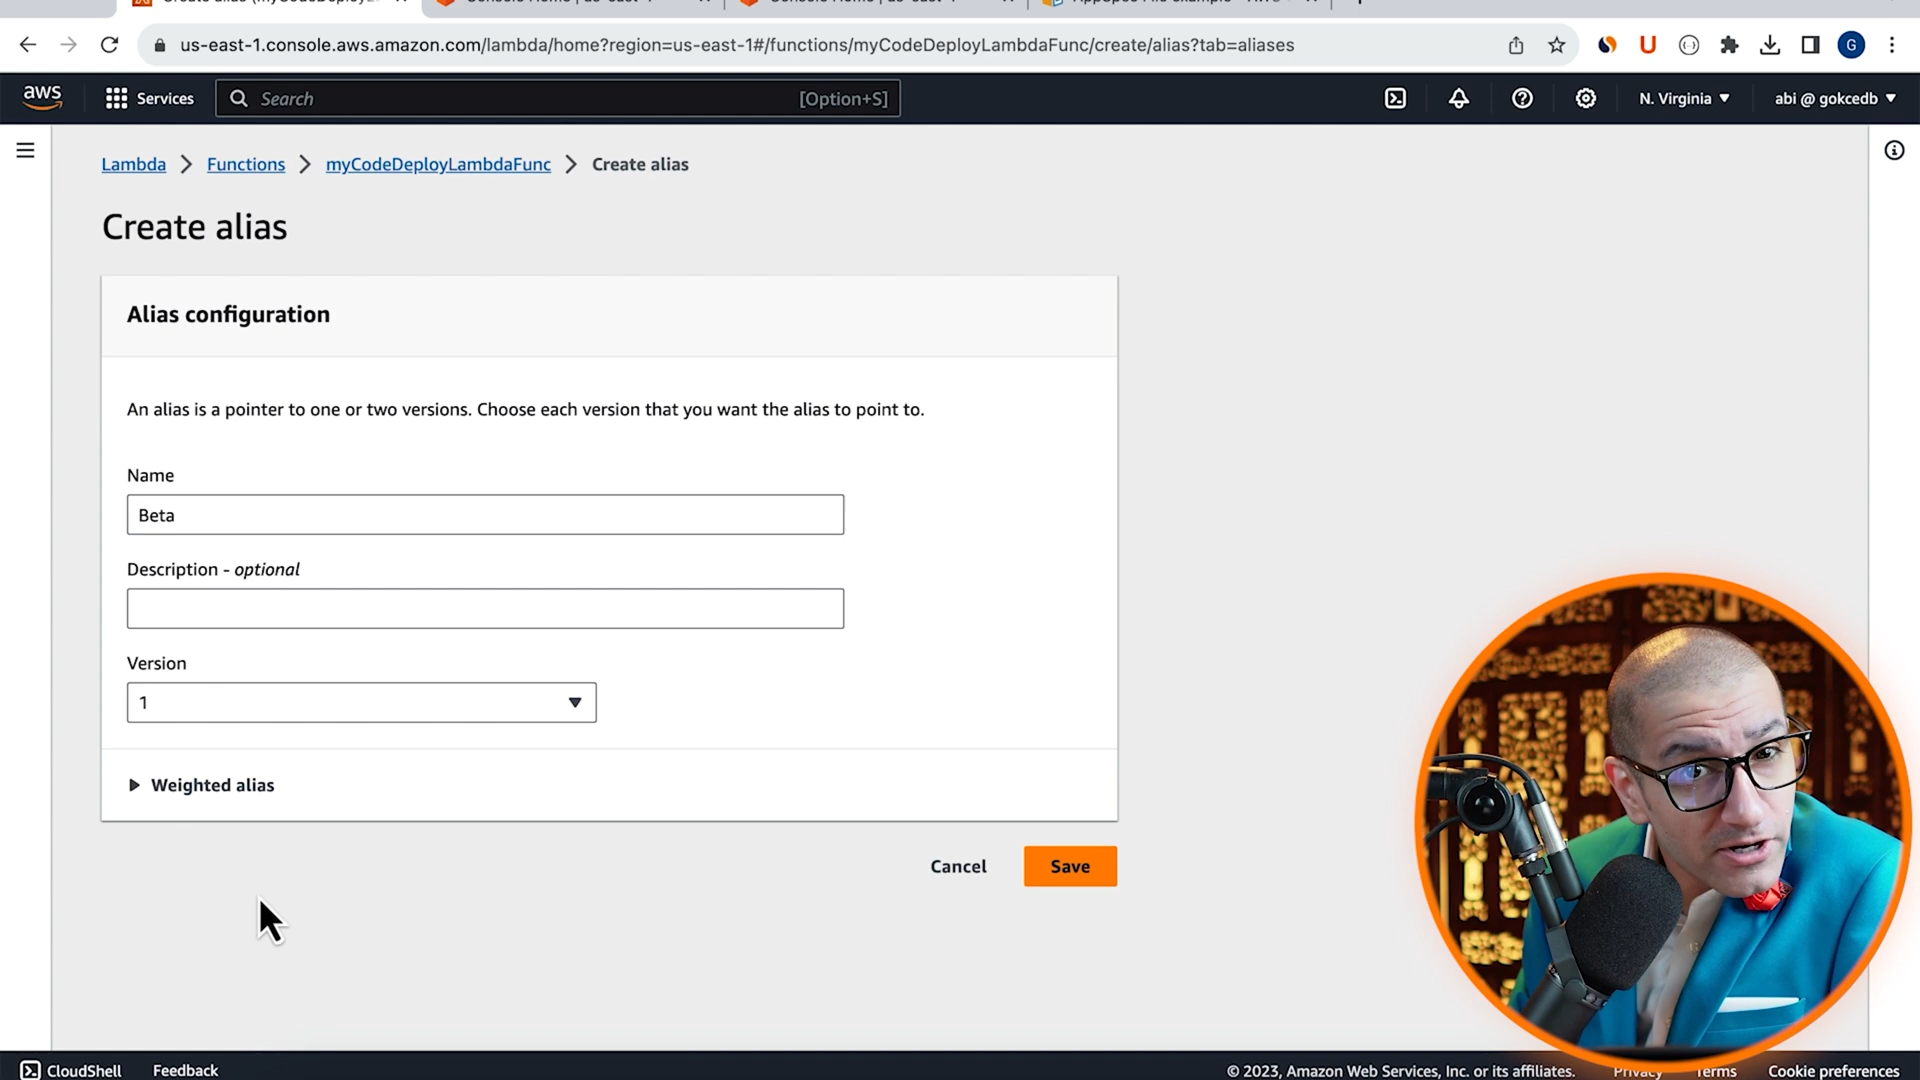 us-east-1.console.aws.amazon.com/lambda/home?region=us-east-1#/functions/myCodeDeployLambdaFunc/create/alias?tab=aliases
U
G
aws
Services
Search
[Option+S]
N. Virginia
abi @ gokcedb
Lambda
Functions
myCodeDeployLambdaFunc
Create alias
Create alias
Alias configuration
An alias is a pointer to one or two versions. Choose each version that you want the alias to point to.
Name
Beta
Description - optional
Version
1
Weighted alias
Cancel
Save
CloudShell
Feedback
© 2023, Amazon Web Services, Inc. or its affiliates.
Privacy
Terms
Cookie preferences